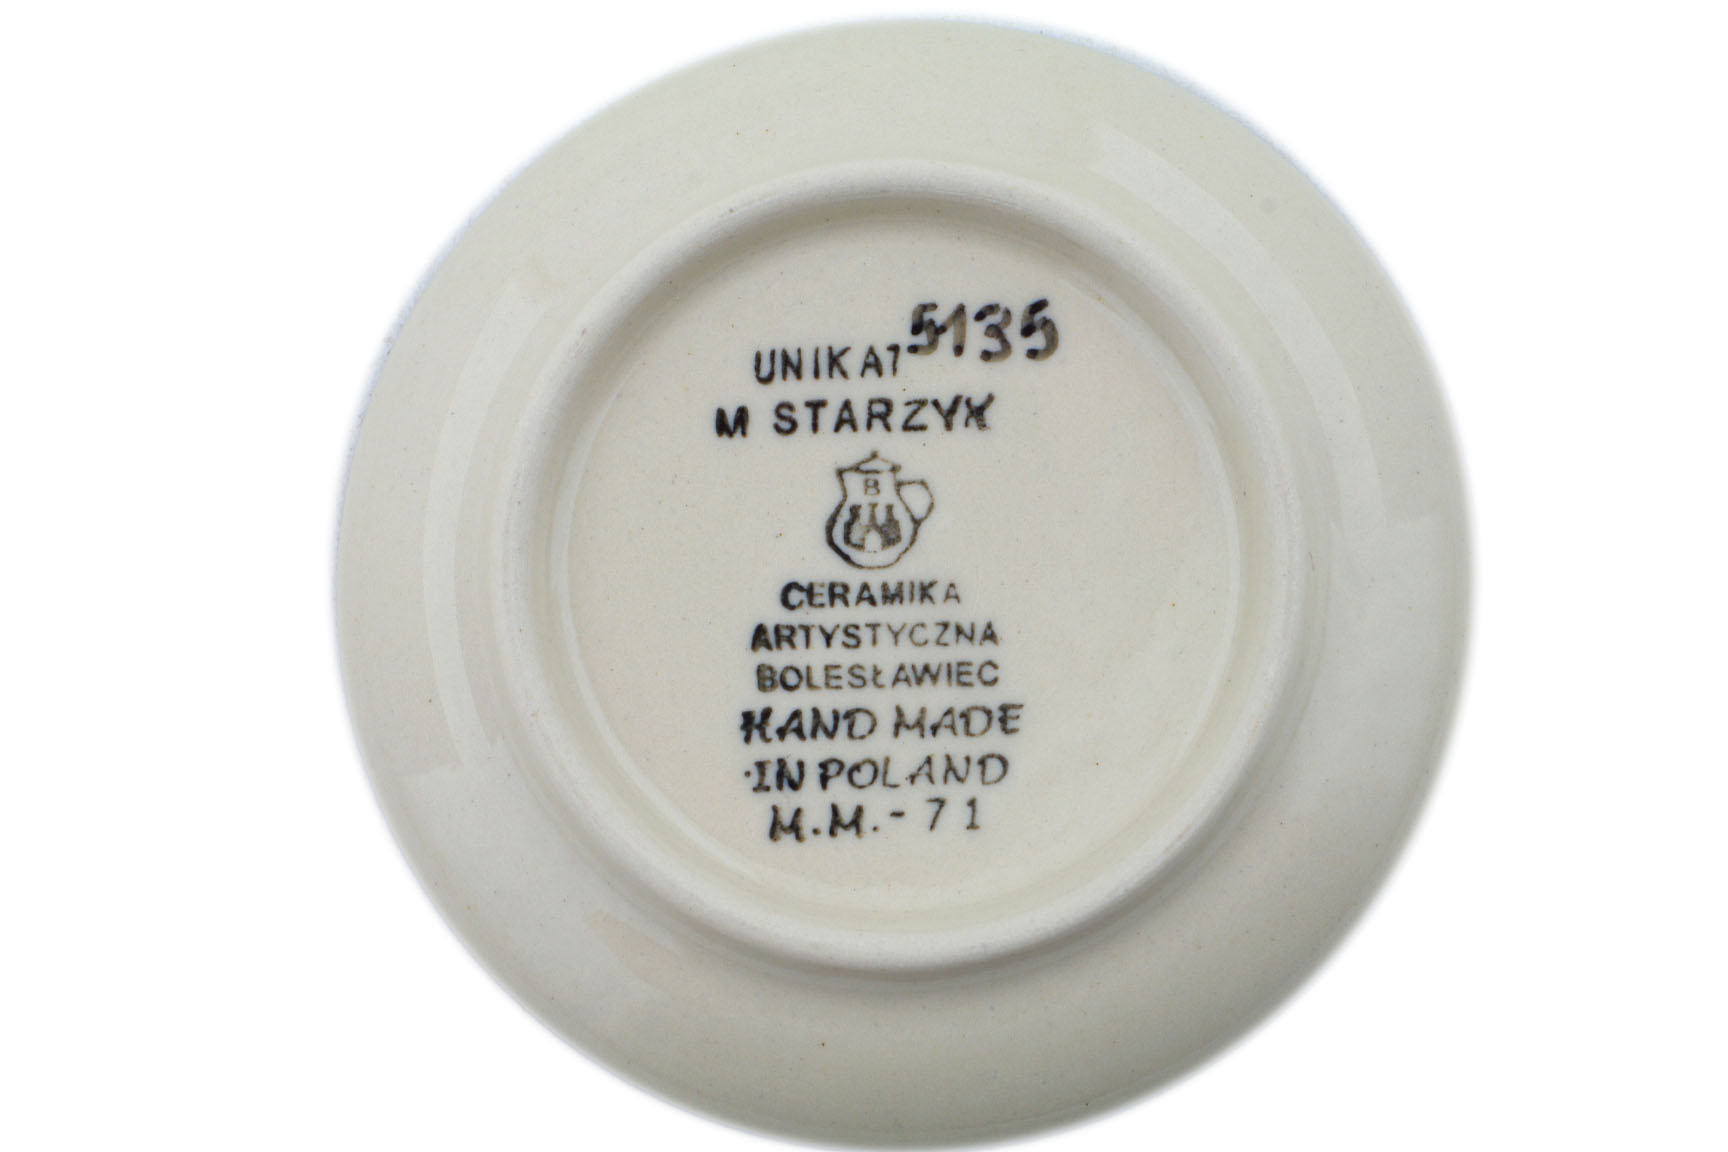 UNIKAT 5135
M STARZYK
B
CERAMIKA
ARTYSTYCZNA
BOLESŁAWIEC
HAND MADE
IN POLAND
M.M.-71